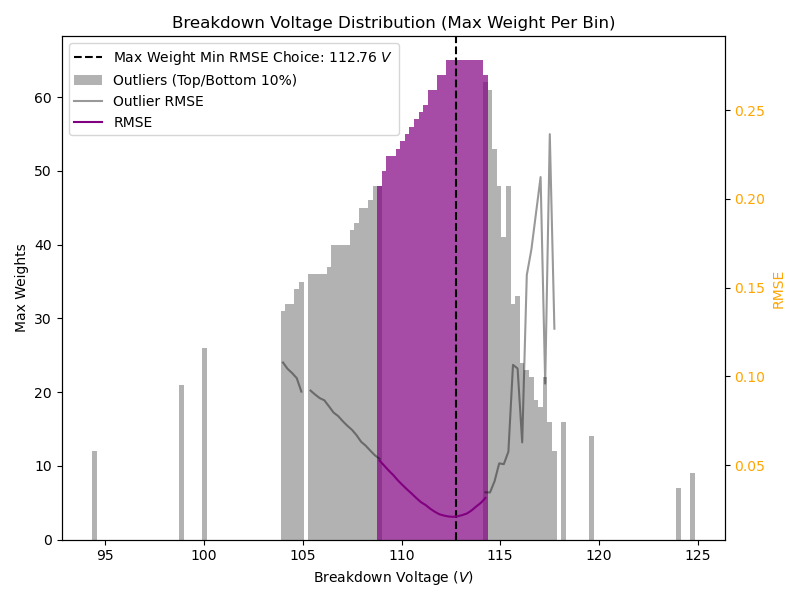 Breakdown Voltage Distribution (Max Weight Per Bin)
Max Weight Min RMSE Choice: 112.76 V
Outliers (Top/Bottom 10%)
Outlier RMSE
RMSE
Max Weights
0
10
20
30
40
50
60
0.05
0.10
0.15
0.20
0.25
RMSE
95
100
105
110
115
120
125
Breakdown Voltage (V)